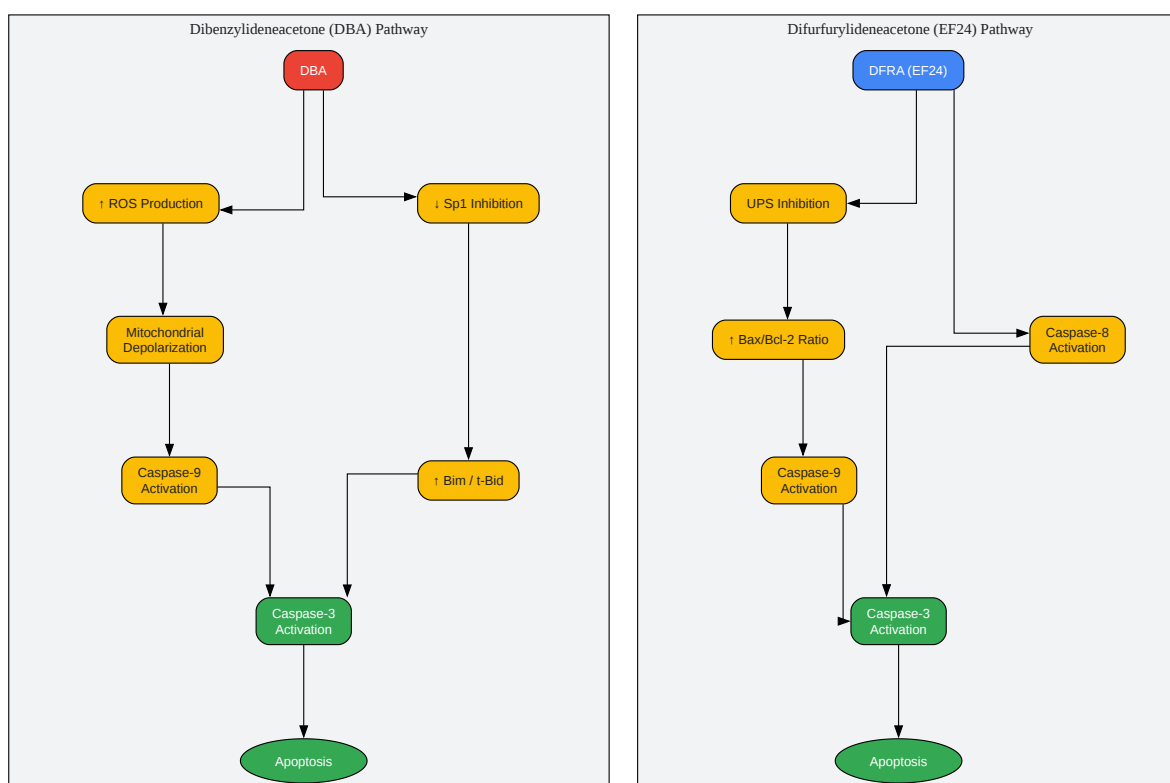 Dibenzylideneacetone (DBA) Pathway
DBA
↑ ROS Production
↓ Sp1 Inhibition
Mitochondrial
Depolarization
Caspase-9
Activation
↑ Bim / t-Bid
Caspase-3
Activation
Apoptosis
Difurfurylideneacetone (EF24) Pathway
DFRA (EF24)
UPS Inhibition
↑ Bax/Bcl-2 Ratio
Caspase-8
Activation
Caspase-9
Activation
Caspase-3
Activation
Apoptosis